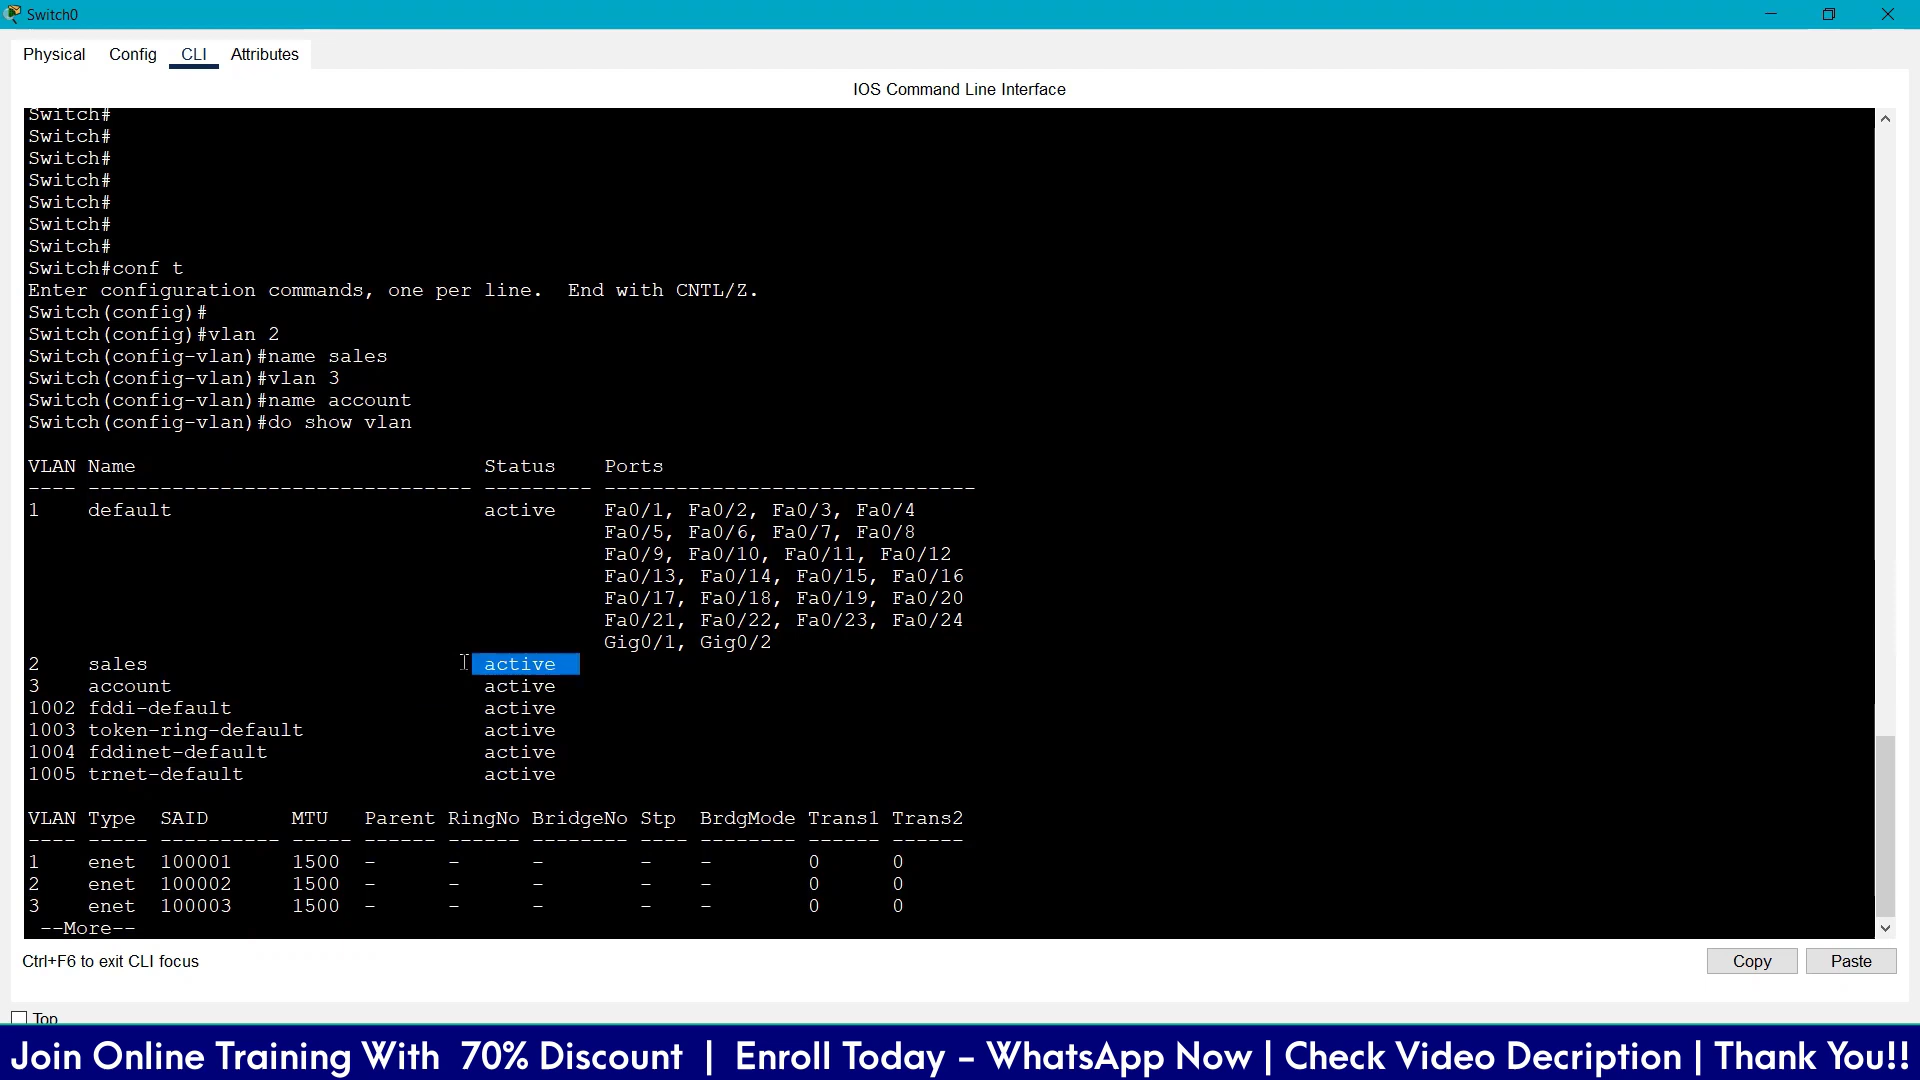 Switch0
Physical Config CLI Attributes
IOS Command Line Interface
Switch#
Switch#
Switch#
Switch#
Switch#
Switch#
Switch#
Switch#conf t
Enter configuration commands, one per line.  End with CNTL/Z.
Switch(config)#
Switch(config)#vlan 2
Switch(config-vlan)#name sales
Switch(config-vlan)#vlan 3
Switch(config-vlan)#name account
Switch(config-vlan)#do show vlan
VLAN Name                             Status    Ports
---- -------------------------------- --------- -------------------------------
1    default                          active    Fa0/1, Fa0/2, Fa0/3, Fa0/4
Fa0/5, Fa0/6, Fa0/7, Fa0/8
Fa0/9, Fa0/10, Fa0/11, Fa0/12
Fa0/13, Fa0/14, Fa0/15, Fa0/16
Fa0/17, Fa0/18, Fa0/19, Fa0/20
Fa0/21, Fa0/22, Fa0/23, Fa0/24
Gig0/1, Gig0/2
2    sales                            active
3    account                          active
1002 fddi-default                     active
1003 token-ring-default               active
1004 fddinet-default                  active
1005 trnet-default                    active
VLAN Type  SAID       MTU   Parent RingNo BridgeNo Stp  BrdgMode Trans1 Trans2
---- ----- ---------- ----- ------ ------ -------- ---- -------- ------ ------
1    enet  100001     1500  -      -      -        -    -        0      0
2    enet  100002     1500  -      -      -        -    -        0      0
3    enet  100003     1500  -      -      -        -    -        0      0
--More--
Ctrl+F6 to exit CLI focus
Copy Paste
Top
Join Online Training With 70% Discount | Enroll Today - WhatsApp Now | Check Video Decription | Thank You!!